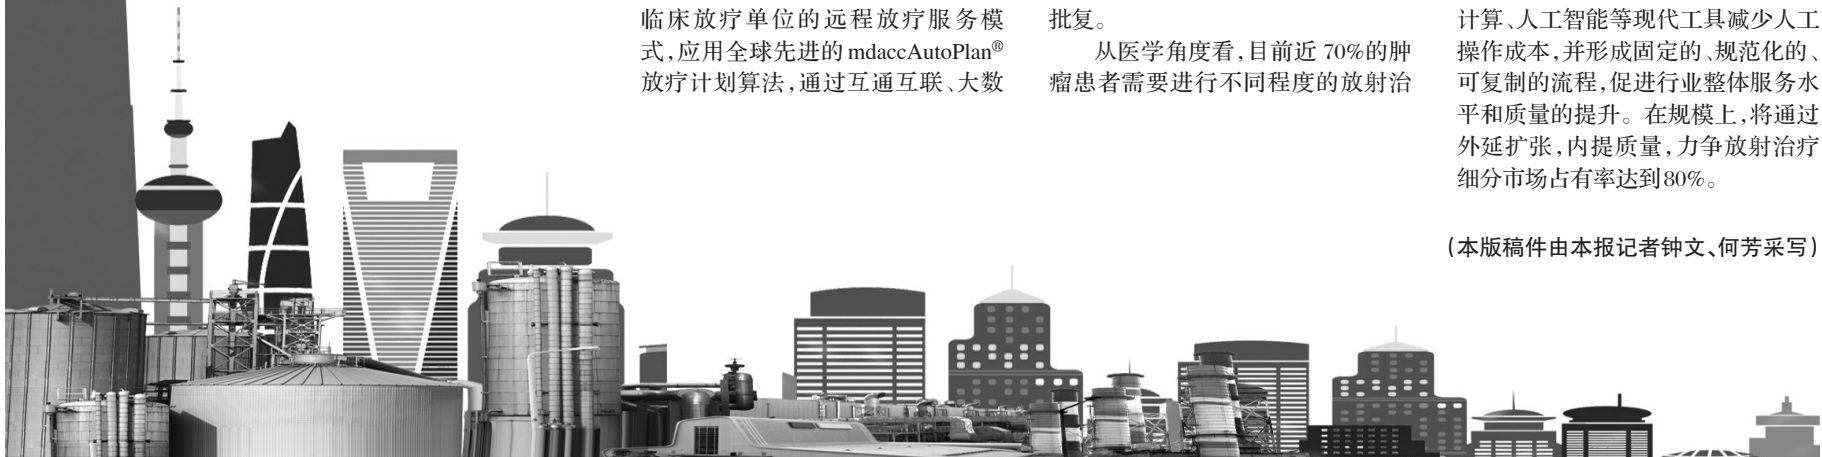 临床放疗单位的远程放疗服务模
式，应用全球先进的mdaccAutoPlan®
放疗计划算法，通过互通互联、大数
批复。
从医学角度看，目前近70%的肿
瘤患者需要进行不同程度的放射治
计算、人工智能等现代工具减少人工
操作成本，并形成固定的、规范化的、
可复制的流程，促进行业整体服务水
平和质量的提升。在规模上，将通过
外延扩张，内提质量，力争放射治疗
细分市场占有率达到80%。
（本版稿件由本报记者钟文、何芳采写）